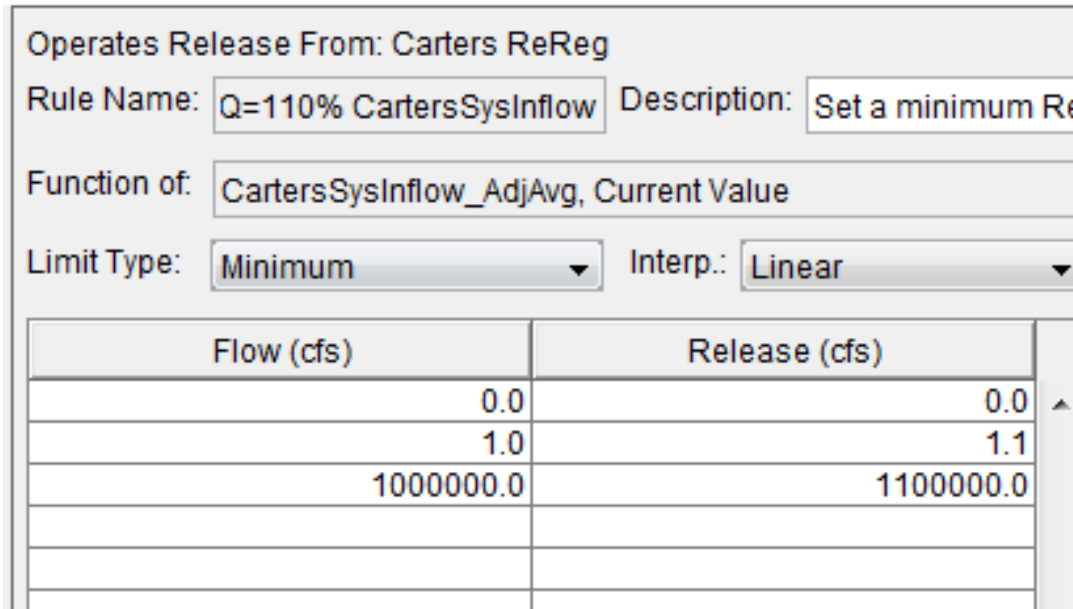 Operates Release From: Carters ReReg
Rule Name: Q=110% CartersSysInflow Description: Set a minimum Re
Function of: CartersSysInflow_AdjAvg, Current Value
Limit Type: Minimum Interp.: Linear
Flow (cfs) Release (cfs)
0.0 0.0
1.0 1.1
1000000.0 1100000.0